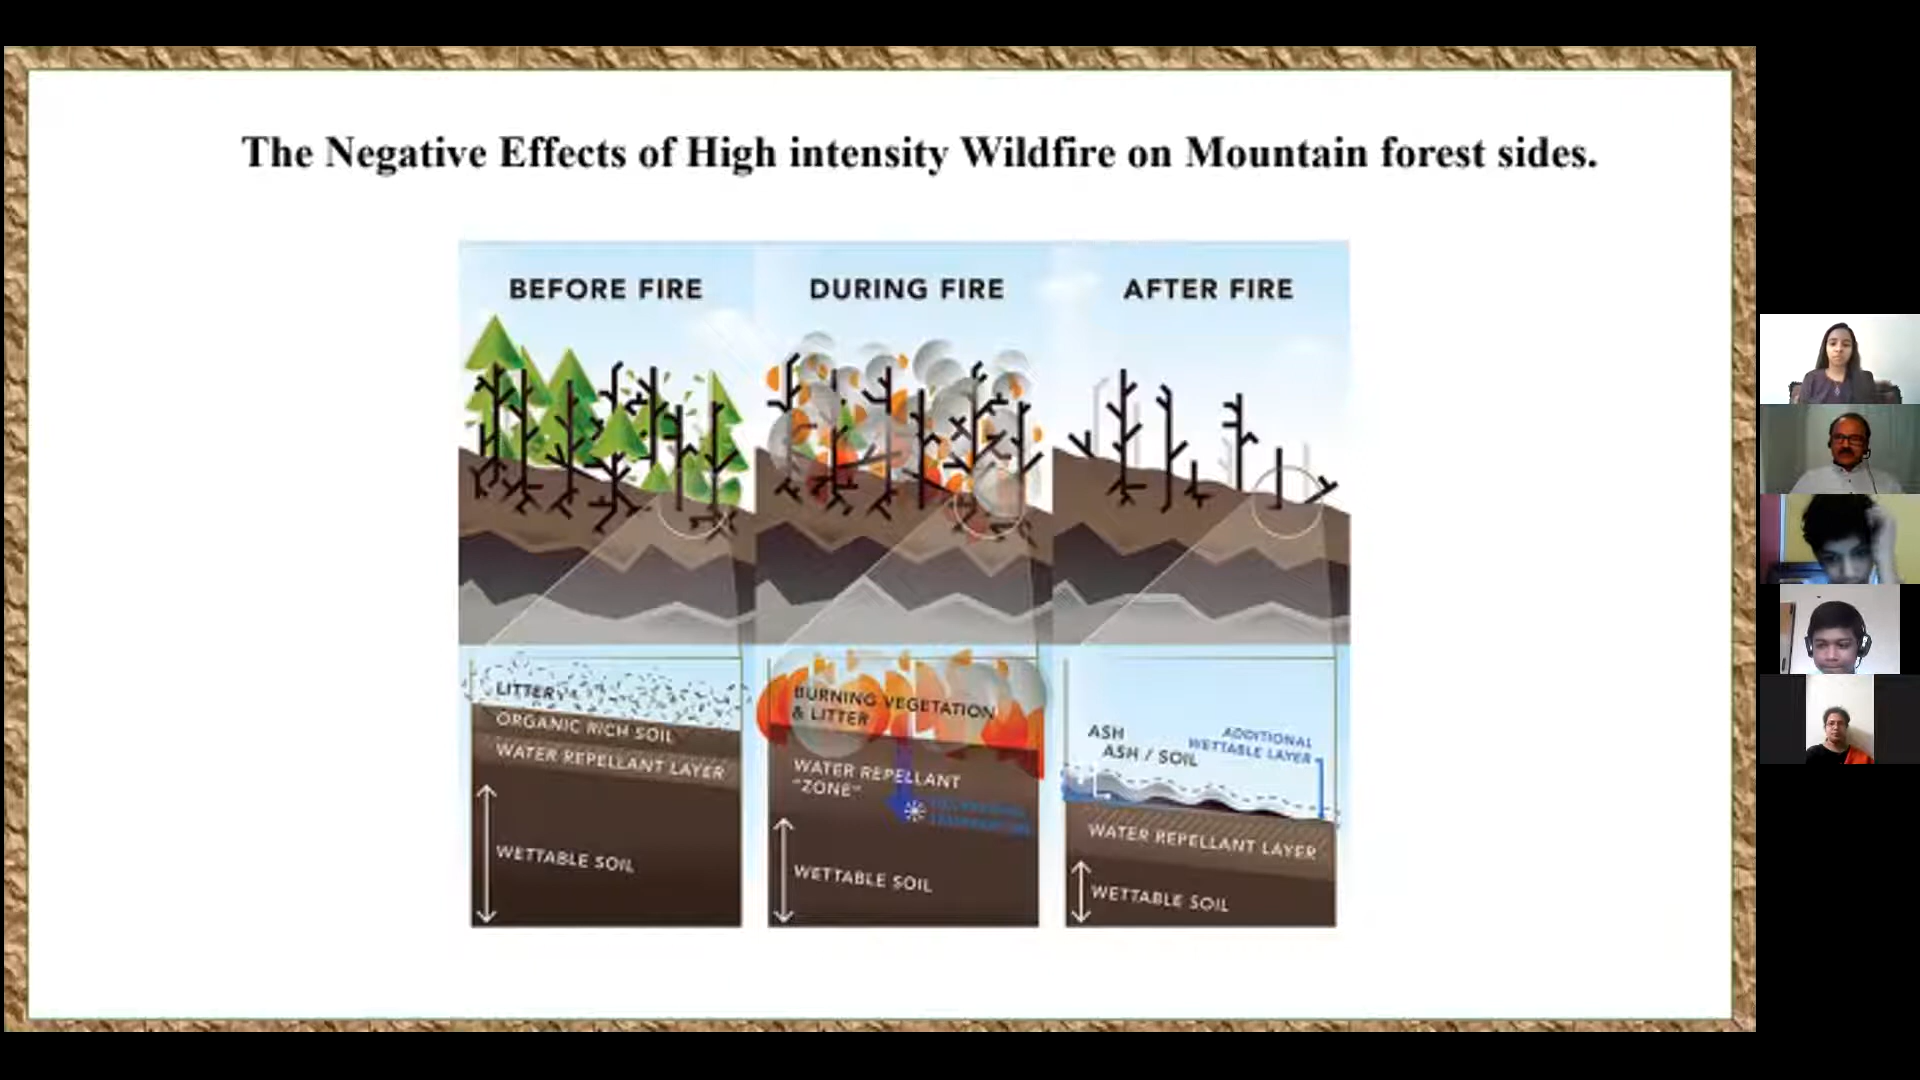 The Negative Effects of High intensity Wildfire on Mountain forest sides.
BEFORE FIRE
DURING FIRE
AFTER FIRE
LITTER
ORGANIC RICH SOIL
WATER REPELLANT LAYER
WETTABLE SOIL
BURNING VEGETATION
& LITTER
WATER REPELLANT
"ZONE"
WETTABLE SOIL
ASH
ASH / SOIL
ADDITIONAL
WETTABLE LAYER
WATER REPELLANT LAYER
WETTABLE SOIL